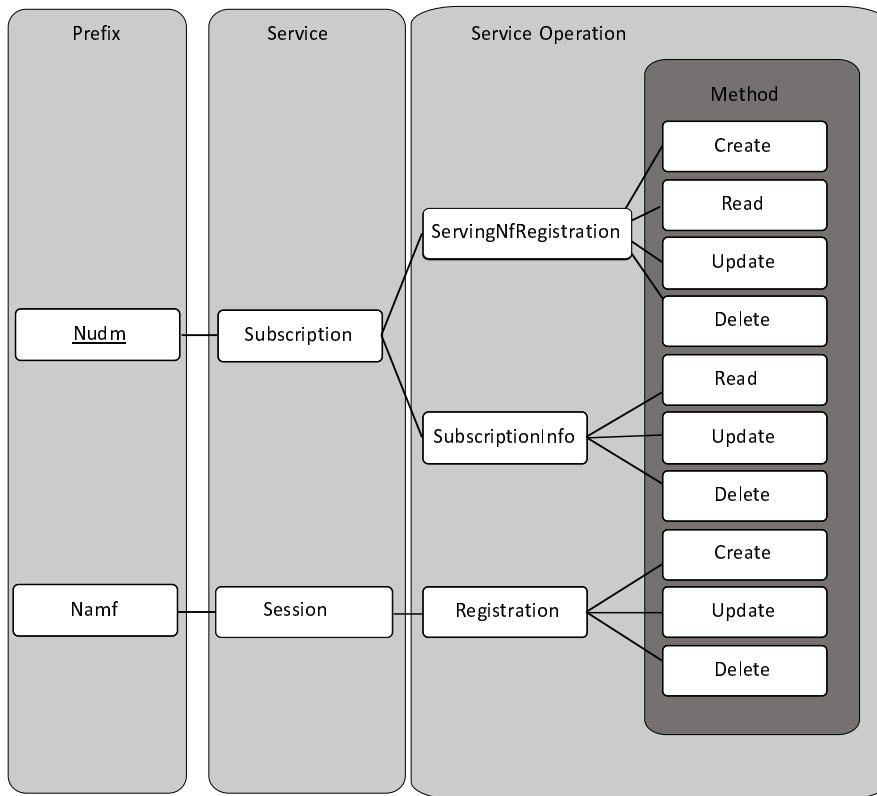 Prefix
Service
Service Operation
Method
Create
Read
ServingNfRegistration
Update
Delete
Nudm
Subscription
Read
SubscriptionInfo
Update
Delete
Create
Namf
Session
Registration
Update
Delete